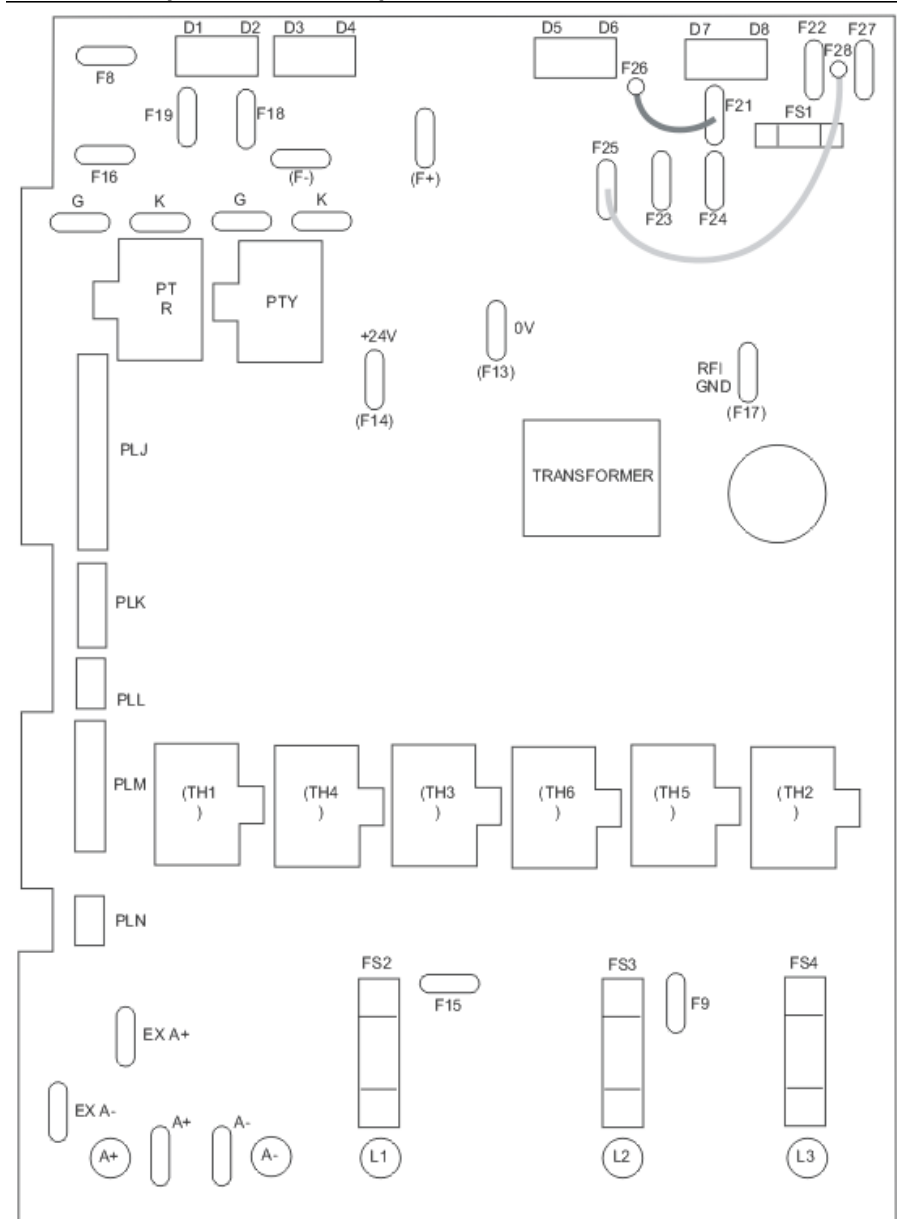 D1 D2 D3 D4 D5 D6 D7 D8 F22 F27
F8 F26 F28
F19 F18 F21 FS1
F16 (F-) (F+) F25
F23 F24
G K G K
PT
R
PTY
+24V 0V
(F13)
(F14)
RFI
GND
(F17)
PLJ
TRANSFORMER
PLK
PLL
PLM
(TH1
)
(TH4
)
(TH3
)
(TH6
)
(TH5
)
(TH2
)
PLN
FS2 FS3 FS4
F15 F9
EX A+
EX A-
A+ A-
A+ A- L1 L2 L3